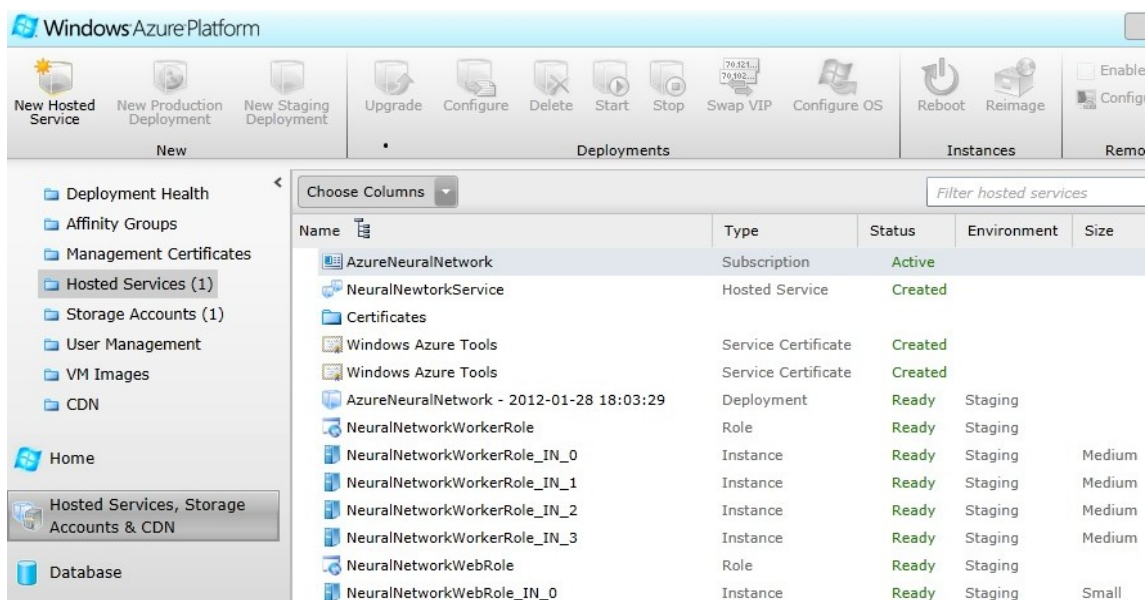 Windows Azure Platform
New Hosted Service
New Production Deployment
New Staging Deployment
Upgrade
Configure
Delete
Start
Stop
70.121...
70.102...
Swap VIP
Configure OS
Reboot
Reimage
Enable
Config
New
Deployments
Instances
Remo
Deployment Health
Affinity Groups
Management Certificates
Hosted Services (1)
Storage Accounts (1)
User Management
VM Images
CDN
Home
Hosted Services, Storage Accounts & CDN
Database
Choose Columns
Filter hosted services
Name Type Status Environment Size
AzureNeuralNetwork Subscription Active
NeuralNewtorkService Hosted Service Created
Certificates
Windows Azure Tools Service Certificate Created
Windows Azure Tools Service Certificate Created
AzureNeuralNetwork - 2012-01-28 18:03:29 Deployment Ready Staging
NeuralNetworkWorkerRole Role Ready Staging
NeuralNetworkWorkerRole_IN_0 Instance Ready Staging Medium
NeuralNetworkWorkerRole_IN_1 Instance Ready Staging Medium
NeuralNetworkWorkerRole_IN_2 Instance Ready Staging Medium
NeuralNetworkWorkerRole_IN_3 Instance Ready Staging Medium
NeuralNetworkWebRole Role Ready Staging
NeuralNetworkWebRole_IN_0 Instance Ready Staging Small